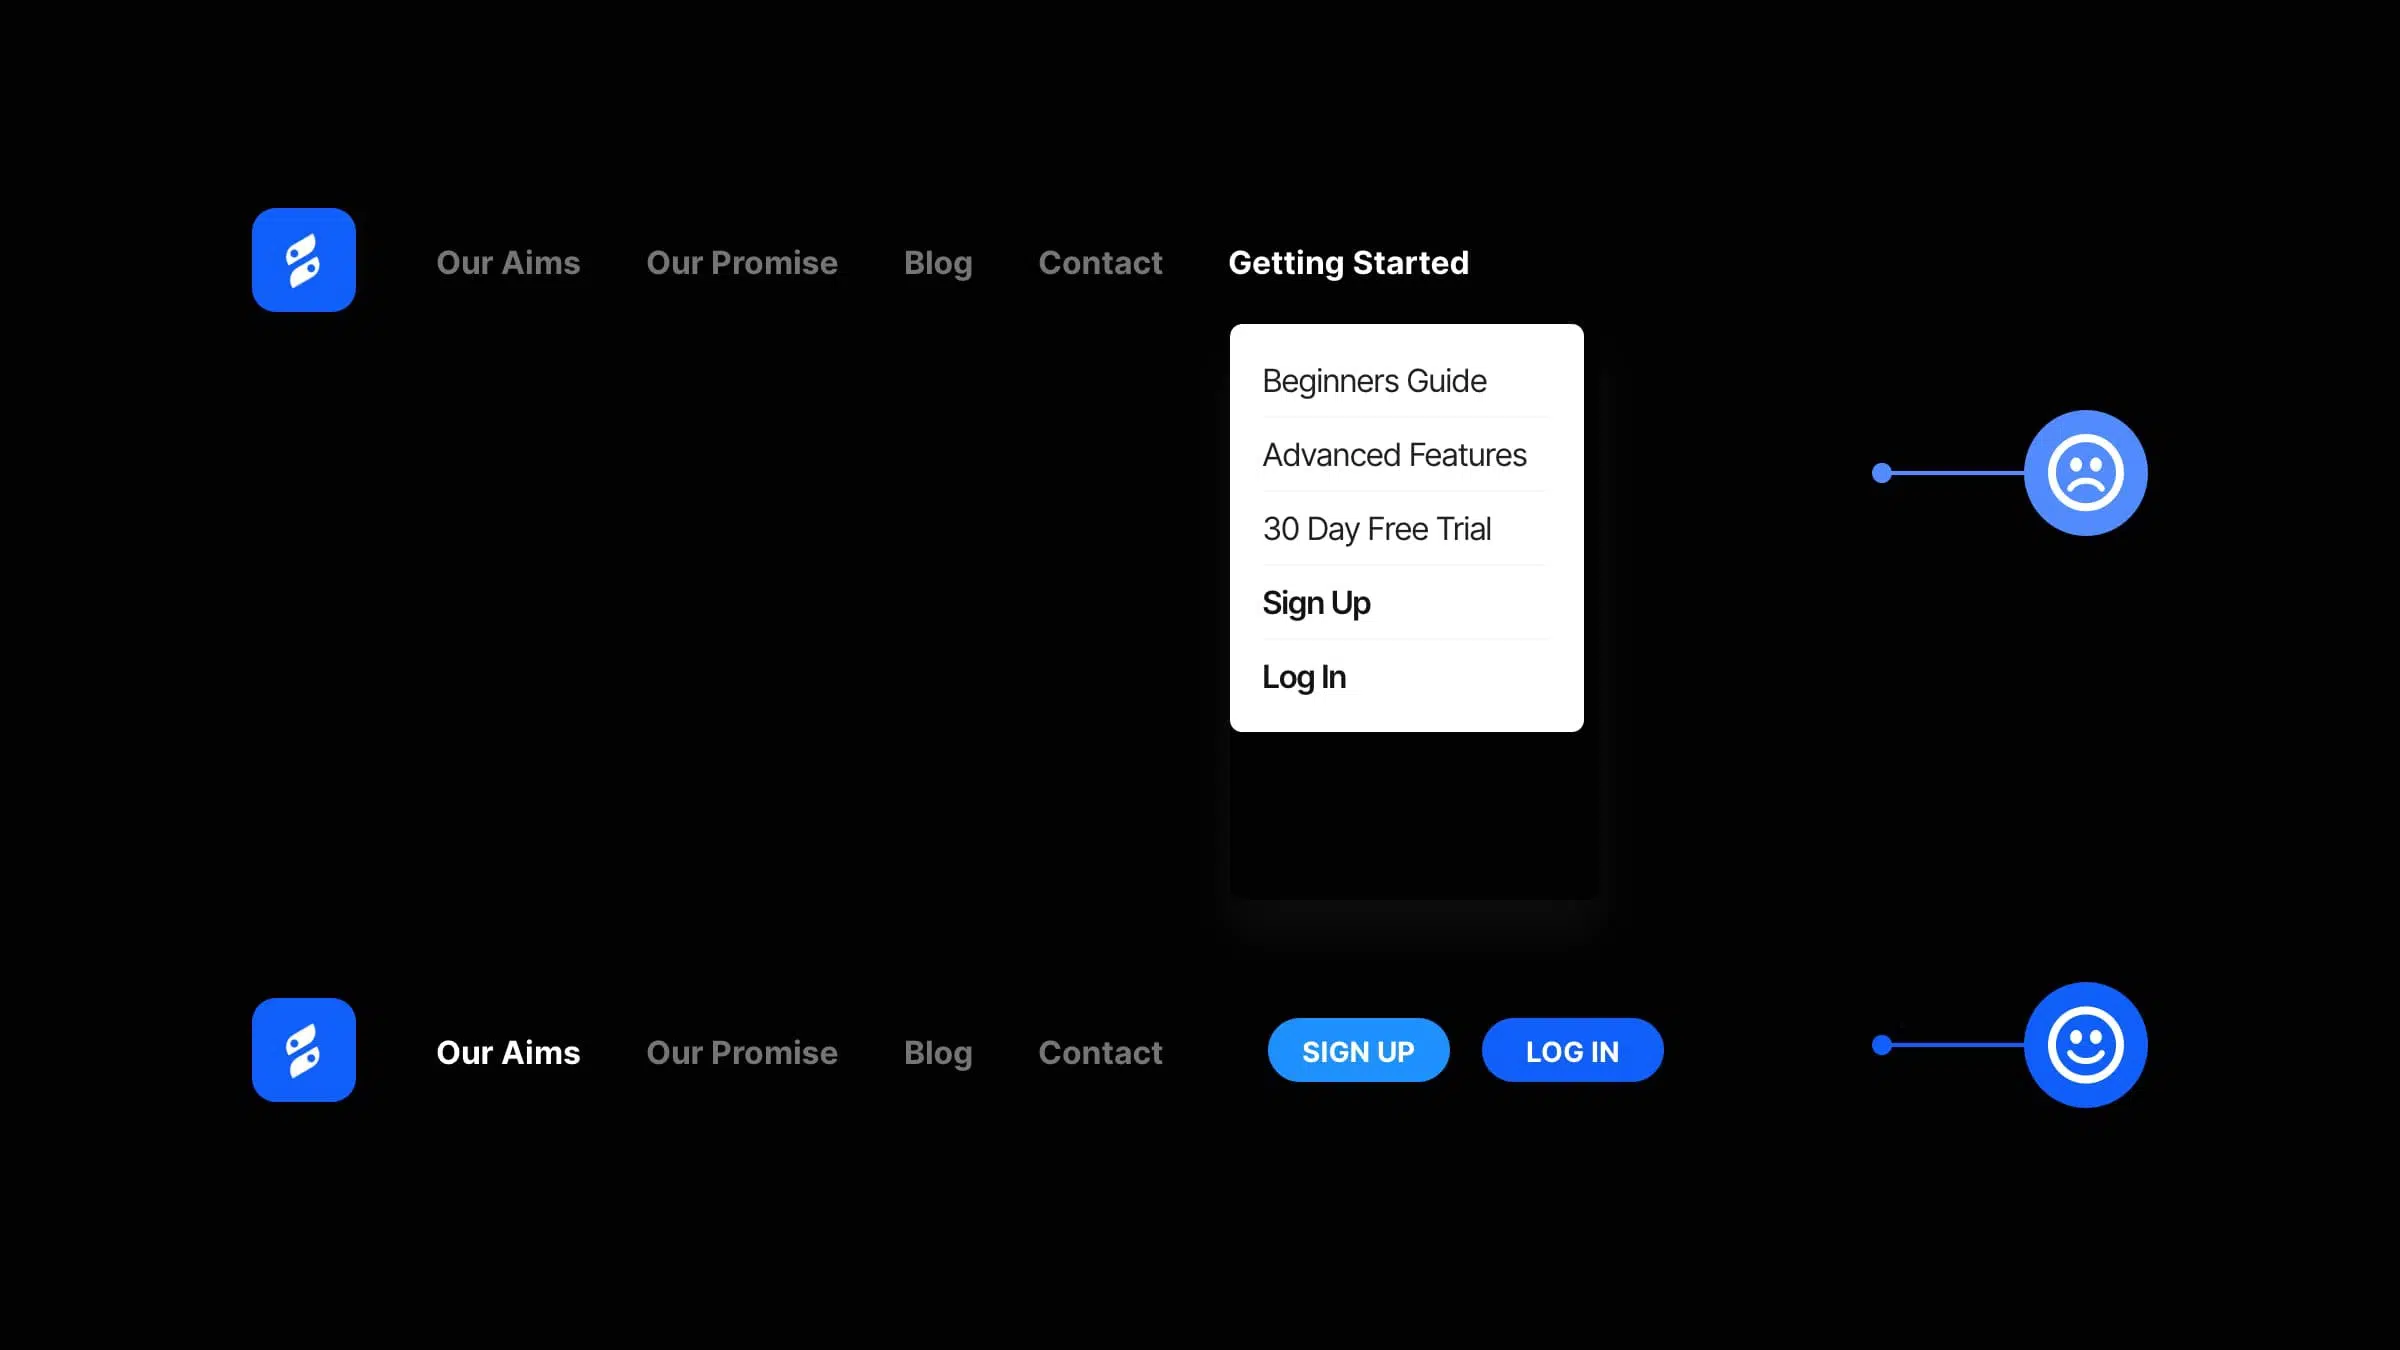 Our Aims Our Promise Blog Contact Getting Started
Beginners Guide
Advanced Features
30 Day Free Trial
Sign Up
Log In
Our Aims Our Promise Blog Contact SIGN UP LOG IN